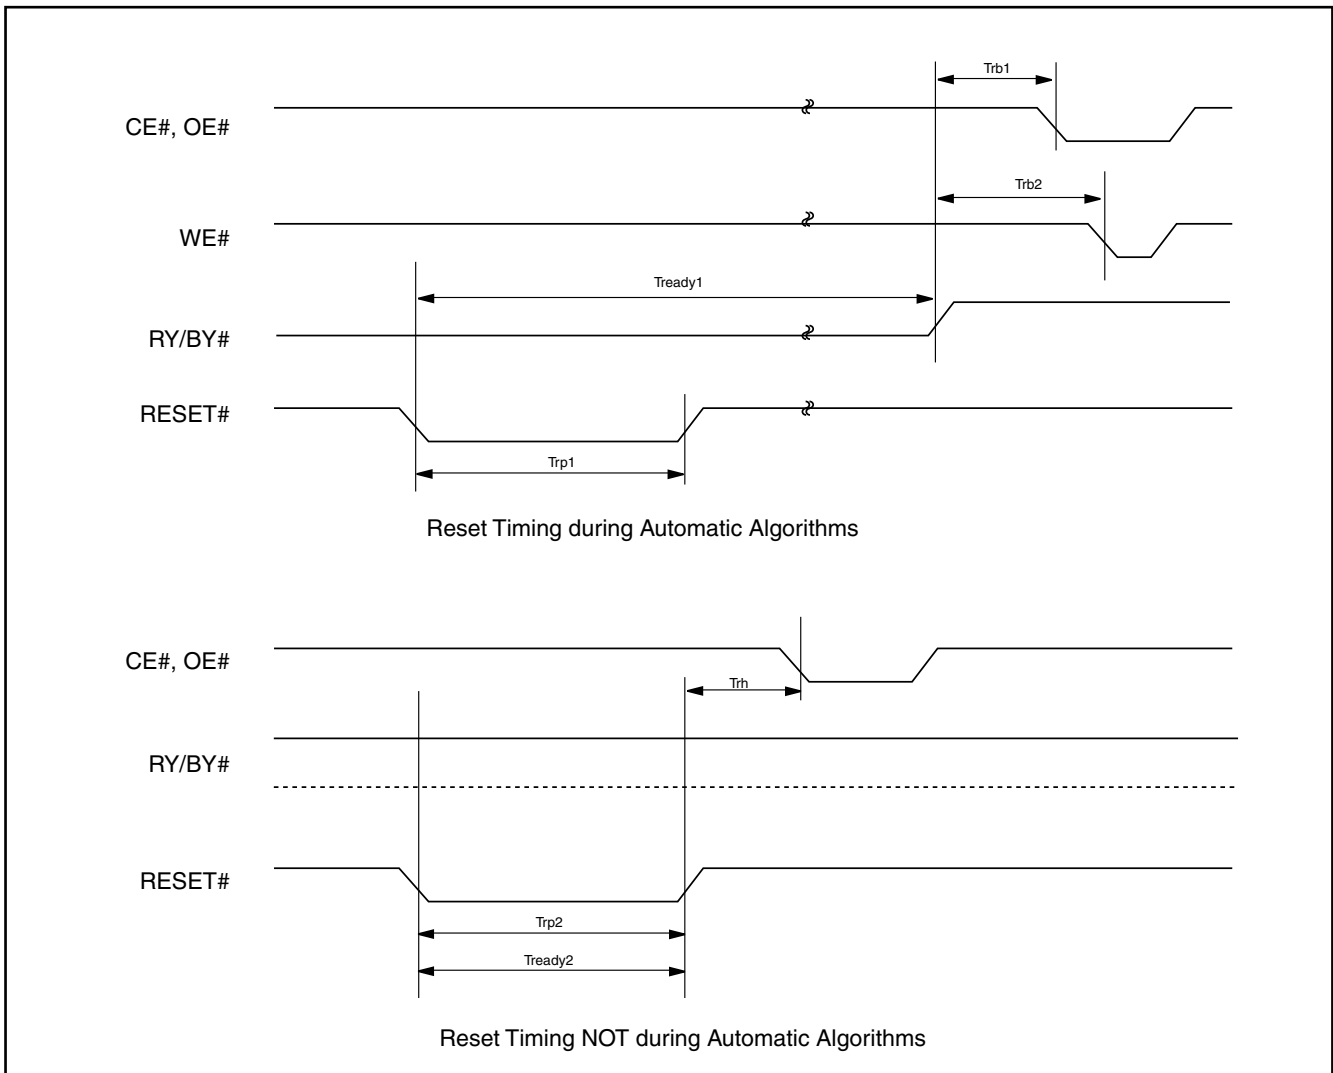 Trb1
CE#, OE#
Trb2
WE#
Tready1
RY/BY#
RESET#
Trp1
Reset Timing during Automatic Algorithms
CE#, OE#
Trh
RY/BY#
RESET#
Trp2
Tready2
Reset Timing NOT during Automatic Algorithms